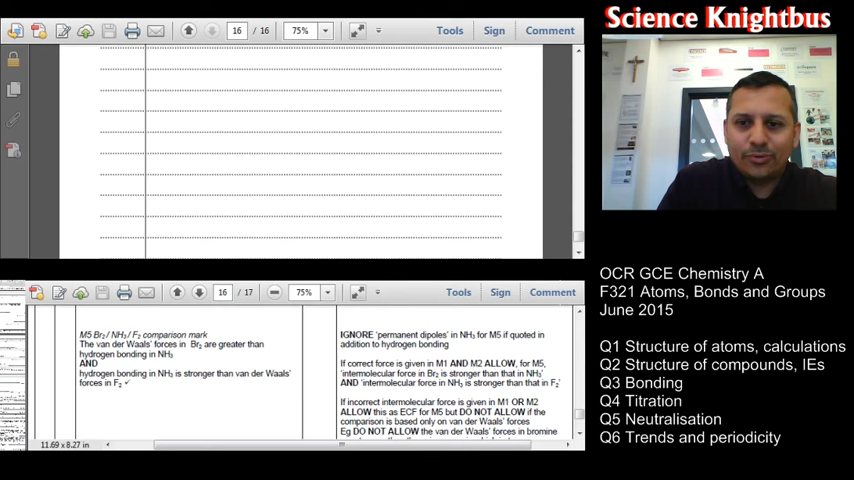 Science Knightbus
16 / 16
75%
Tools
Sign
Comment
OCR GCE Chemistry A
F321 Atoms, Bonds and Groups
June 2015
Q1 Structure of atoms, calculations
Q2 Structure of compounds, IEs
Q3 Bonding
Q4 Titration
Q5 Neutralisation
Q6 Trends and periodicity
16 / 17
75%
Tools
Sign
Comment
M5 Br2 / NH3 / F2 comparison mark
The van der Waals' forces in Br2 are greater than
hydrogen bonding in NH3
AND
hydrogen bonding in NH3 is stronger than van der Waals'
forces in F2 ✓
IGNORE 'permanent dipoles' in NH3 for M5 if quoted in
addition to hydrogen bonding
If correct force is given in M1 AND M2 ALLOW, for M5,
'intermolecular force in Br2 is stronger than that in NH3'
AND 'intermolecular force in NH3 is stronger than that in F2'
If incorrect intermolecular force is given in M1 OR M2
ALLOW this as ECF for M5 but DO NOT ALLOW if the
comparison is based only on van der Waals' forces
Eg DO NOT ALLOW the van der Waals' forces in bromine
11.69 x 8.27 in